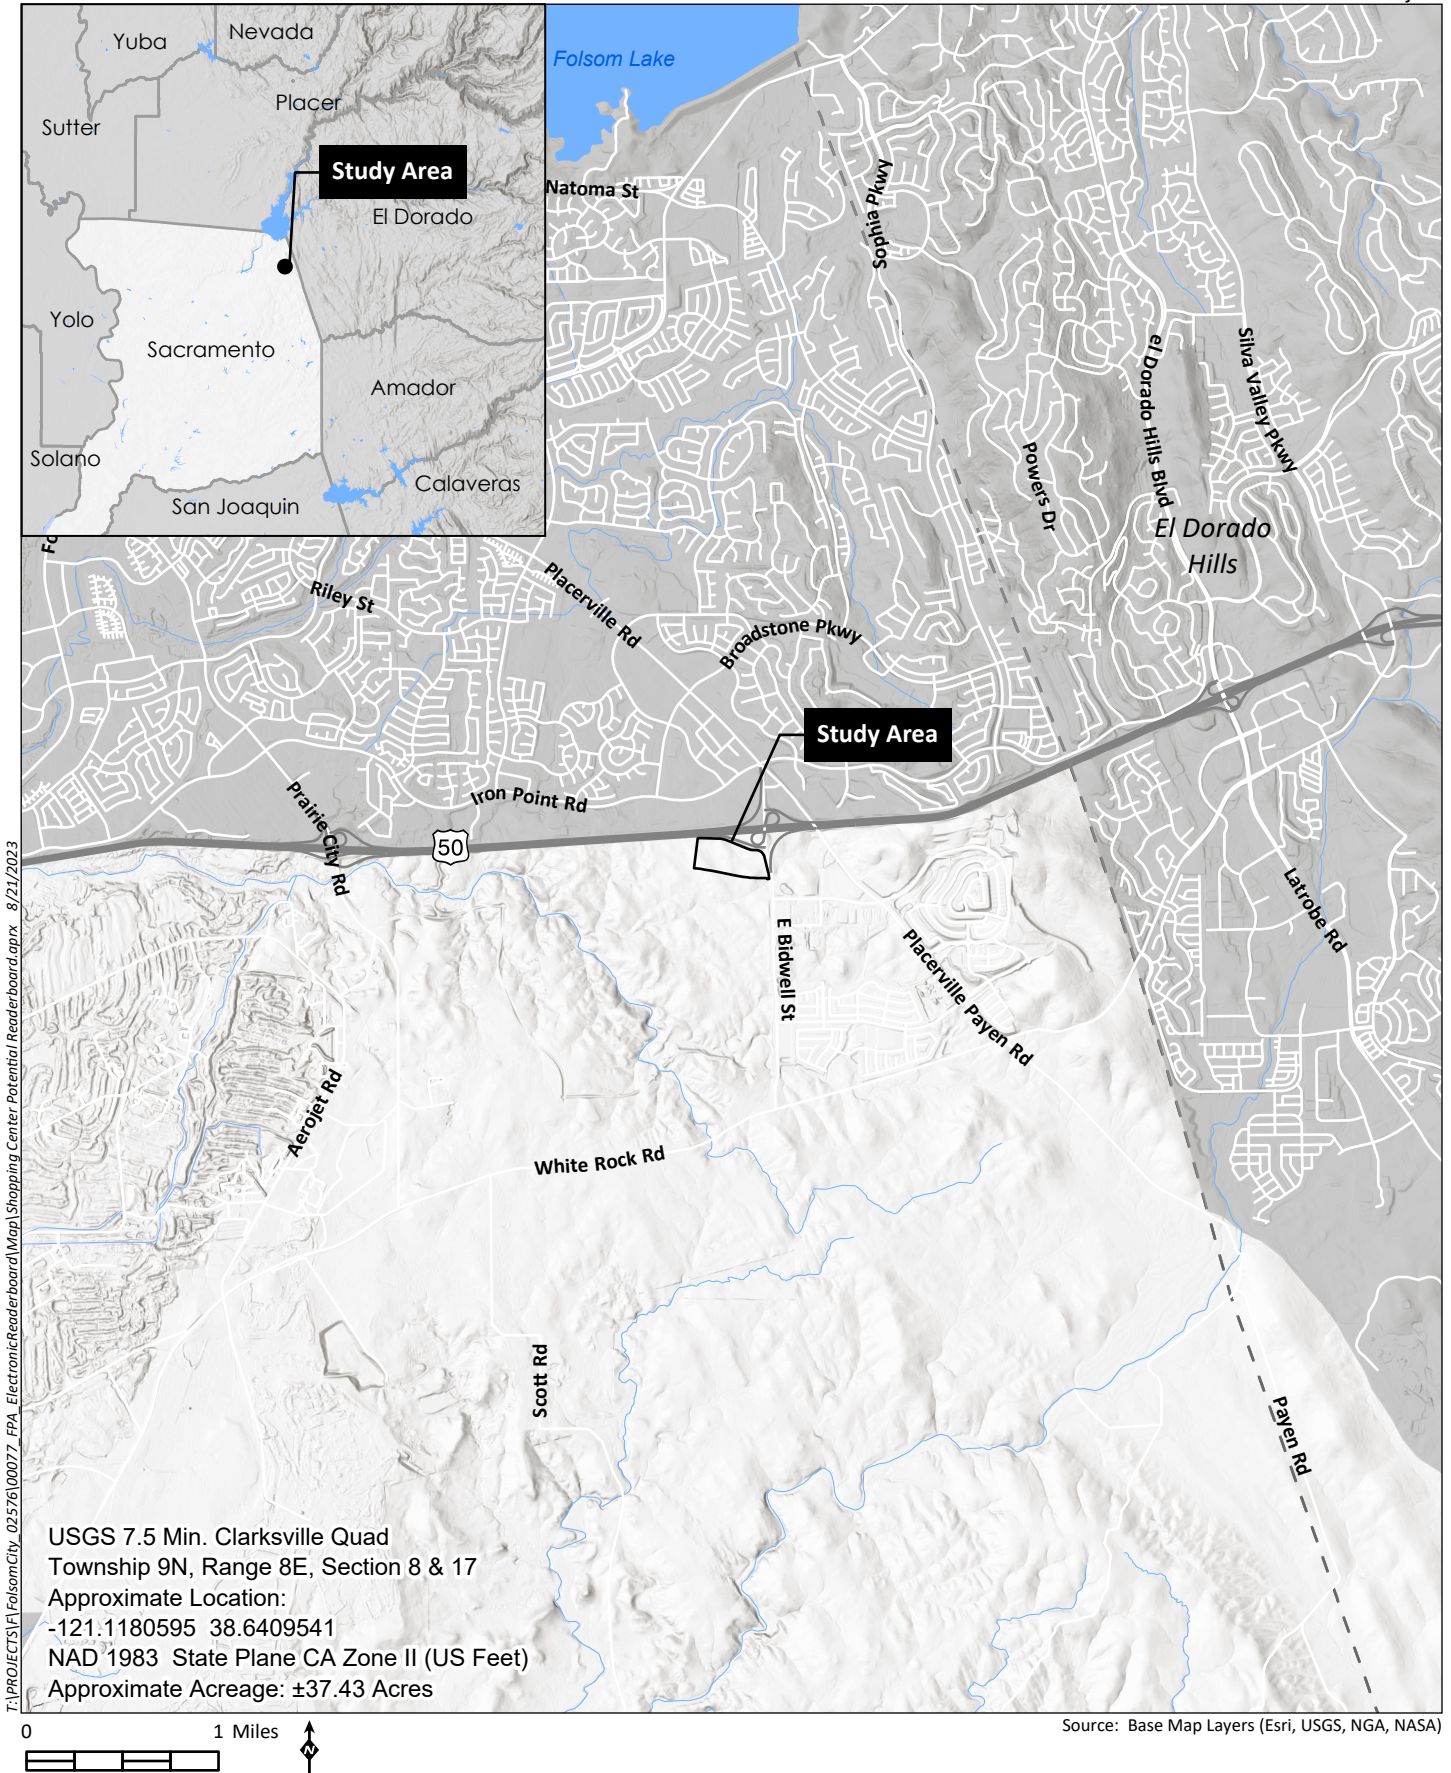 Yuba
Nevada
Placer
Sutter
Study Area
El Dorado
Yolo
Sacramento
Amador
Solano
Calaveras
San Joaquin
Folsom Lake
Natoma St
Sophia Pkwy
el Dorado Hills Blvd
Silva Valley Pkwy
Powers Dr
El Dorado
Hills
Fo
Riley St
Placerville Rd
Broadstone Pkwy
Study Area
Iron Point Rd
Prairie City Rd
50
Latrobe Rd
E Bidwell St
Placerville Payen Rd
Aerojet Rd
White Rock Rd
Scott Rd
Payen Rd
T:\PROJECTS\F\FolsomCity_02576\00077_FPA_ElectronicReaderboard\Map\Shopping Center Potential Readerboard.aprx 8/21/2023
USGS 7.5 Min. Clarksville Quad
Township 9N, Range 8E, Section 8 & 17
Approximate Location:
-121.1180595 38.6409541
NAD 1983 State Plane CA Zone II (US Feet)
Approximate Acreage: ±37.43 Acres
0 1 Miles
N
Source: Base Map Layers (Esri, USGS, NGA, NASA)